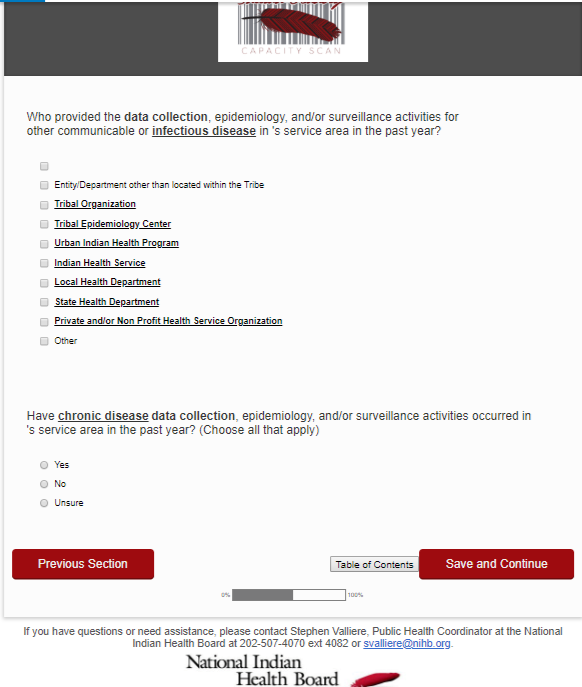 CAPACITY SCAN
Who provided the data collection, epidemiology, and/or surveillance activities for
other communicable or infectious disease in 's service area in the past year?
Entity/Department other than located within the Tribe
Tribal Organization
Tribal Epidemiology Center
Urban Indian Health Program
Indian Health Service
Local Health Department
State Health Department
Private and/or Non Profit Health Service Organization
Other
Have chronic disease data collection, epidemiology, and/or surveillance activities occurred in
's service area in the past year? (Choose all that apply)
Yes
No
Unsure
Previous Section
Table of Contents
Save and Continue
0%
100%
If you have questions or need assistance, please contact Stephen Valliere, Public Health Coordinator at the National
Indian Health Board at 202-507-4070 ext 4082 or svalliere@nihb.org.
National Indian
Health Board